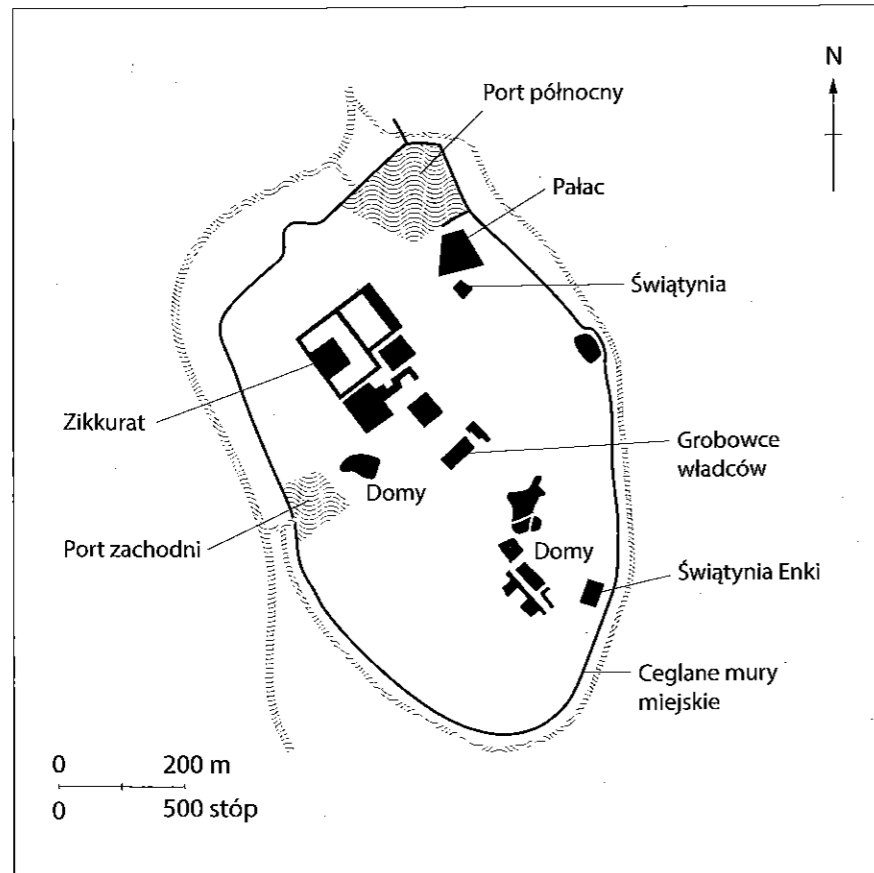 N
Port północny
Pałac
Świątynia
Zikkurat
Grobowce
władców
Domy
Port zachodni
Domy
Świątynia Enki
Ceglane mury
miejskie
0 200 m
0 500 stóp